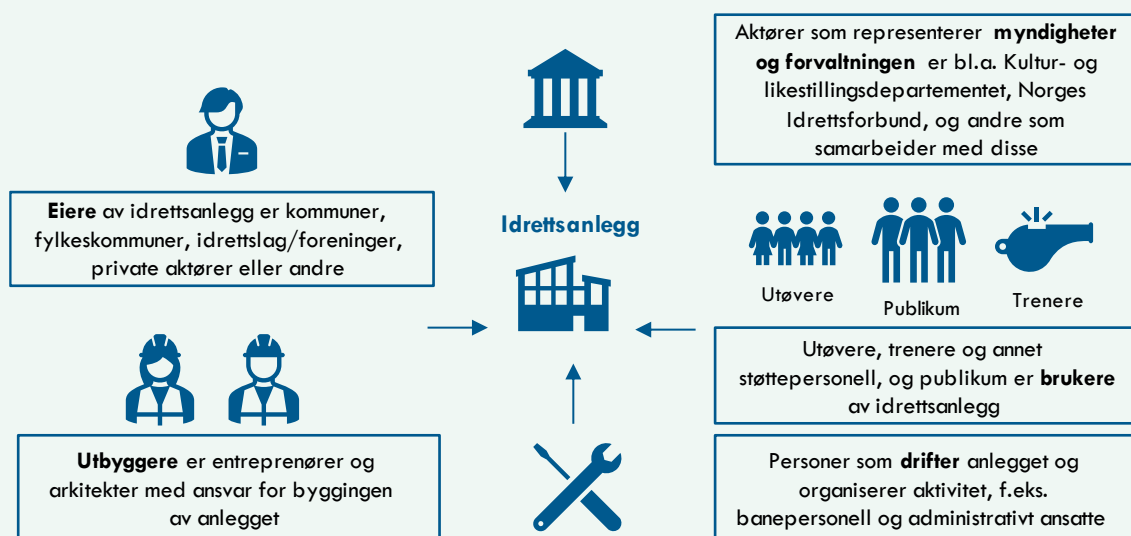 Aktører som representerer myndigheter
og forvaltningen er bl.a. Kultur- og
likestillingsdepartementet, Norges
Idrettsforbund, og andre som
samarbeider med disse
Eiere av idrettsanlegg er kommuner,
fylkeskommuner, idrettslag/foreninger,
private aktører eller andre
Idrettsanlegg
Utøvere
Publikum
Trenere
Utøvere, trenere og annet
støttepersonell, og publikum er brukere
av idrettsanlegg
Utbyggere er entreprenører og
arkitekter med ansvar for byggingen
av anlegget
Personer som drifter anlegget og
organiserer aktivitet, f.eks.
banepersonell og administrativt ansatte